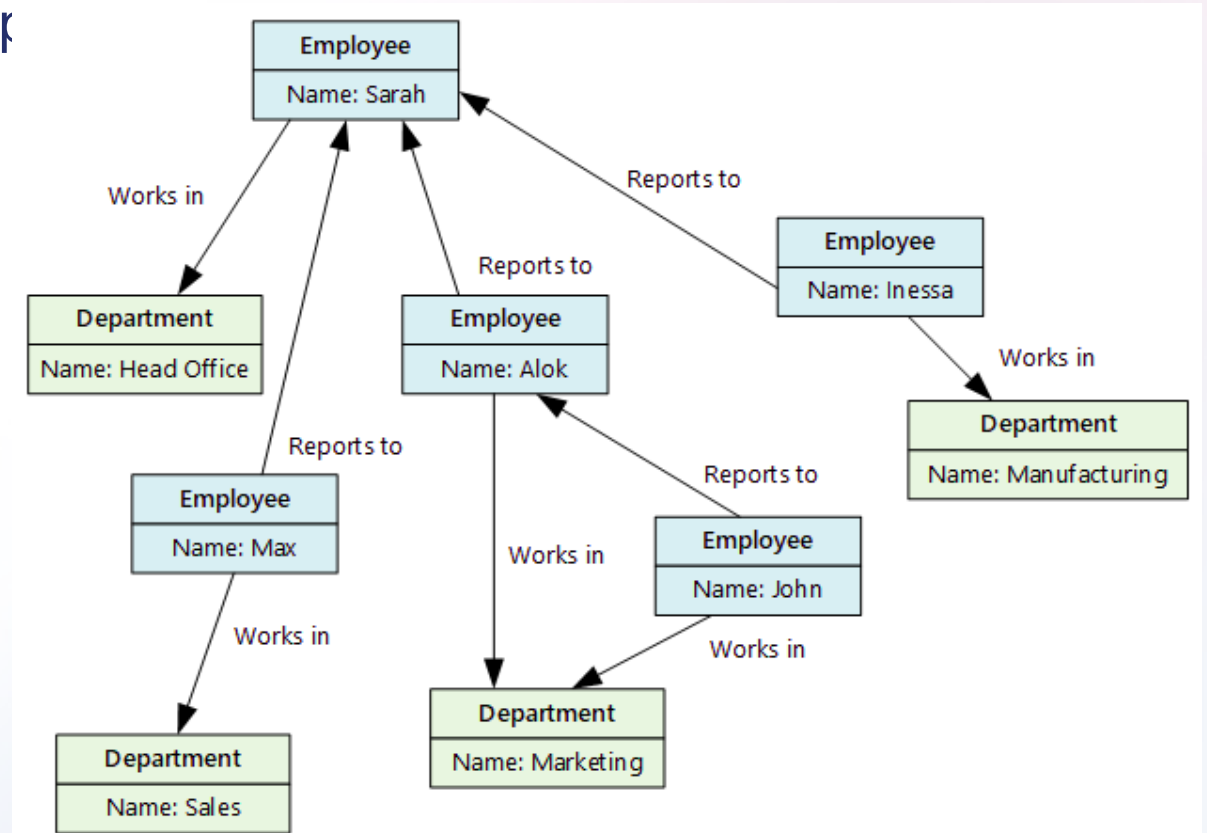 p
Employee
Name: Sarah
Works in
Reports to
Employee
Name: Inessa
Reports to
Department
Name: Head Office
Employee
Name: Alok
Works in
Department
Name: Manufacturing
Reports to
Employee
Name: Max
Reports to
Employee
Name: John
Works in
Works in
Works in
Department
Name: Marketing
Department
Name: Sales